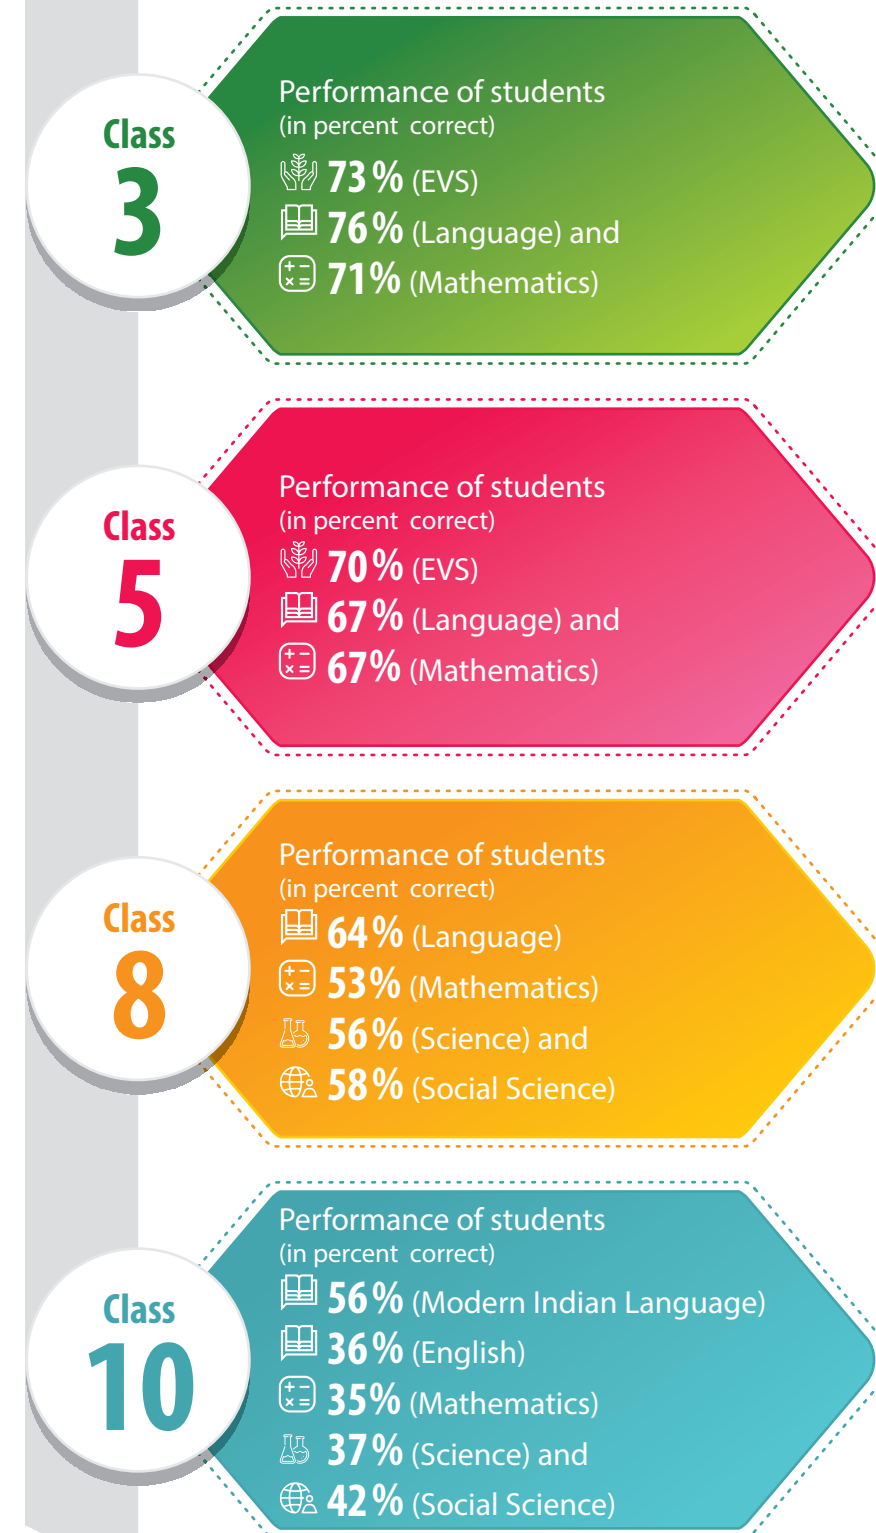 Class
3
Performance of students
(in percent correct)
73% (EVS)
76% (Language) and
71% (Mathematics)
Class
5
Performance of students
(in percent correct)
70% (EVS)
67% (Language) and
67% (Mathematics)
Class
8
Performance of students
(in percent correct)
64% (Language)
53% (Mathematics)
56% (Science) and
58% (Social Science)
Class
10
Performance of students
(in percent correct)
56% (Modern Indian Language)
36% (English)
35% (Mathematics)
37% (Science) and
42% (Social Science)